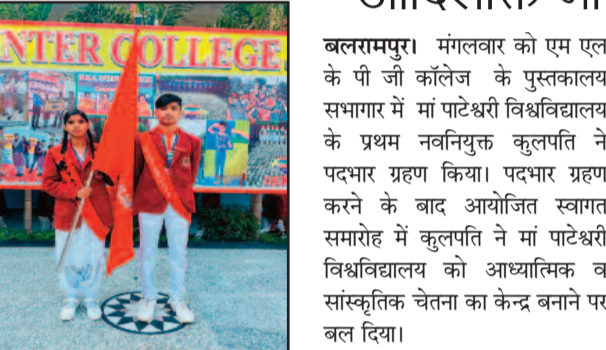 NTER COLLEGE
बलरामपुर। मंगलवार को एम एल
के पी जी कॉलेज के पुस्तकालय
सभागार में मां पाटेश्वरी विश्वविद्यालय
के प्रथम नवनियुक्त कुलपति ने
पदभार ग्रहण किया। पदभार ग्रहण
करने के बाद आयोजित स्वागत
समारोह में कुलपति ने मां पाटेश्वरी
विश्वविद्यालय को आध्यात्मिक व
सांस्कृतिक चेतना का केन्द्र बनाने पर
बल दिया।